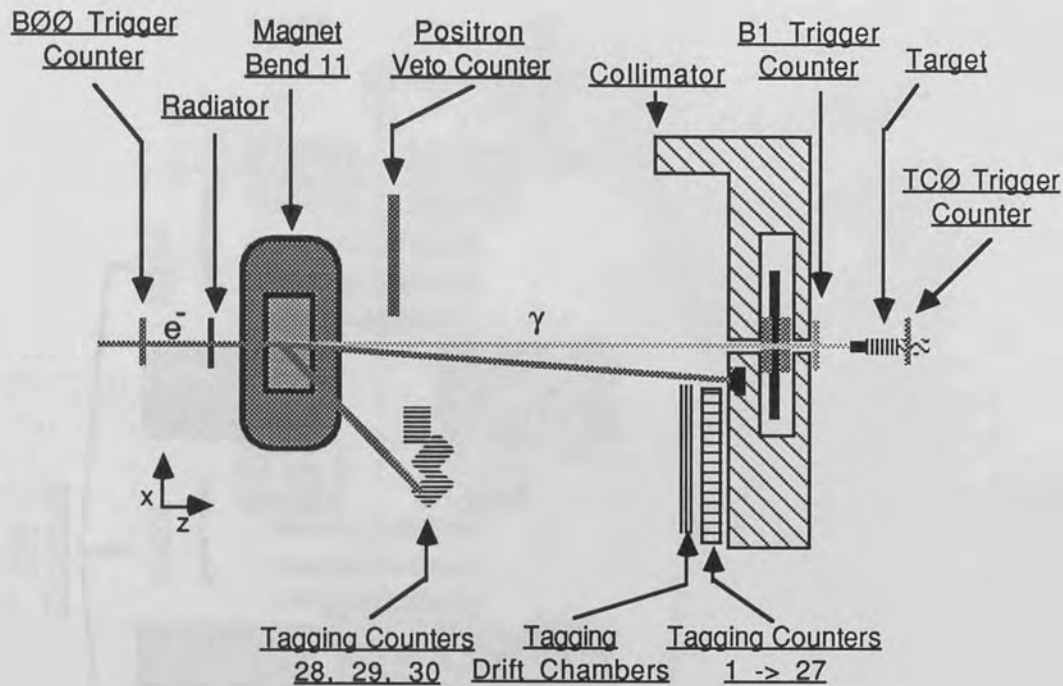 BØØ Trigger
Counter
Magnet
Bend 11
Positron
Veto Counter
B1 Trigger
Counter
Target
Collimator
Radiator
TCØ Trigger
Counter
e-
γ
x
z
Tagging Counters
28, 29, 30
Tagging
Drift Chambers
Tagging Counters
1 -> 27